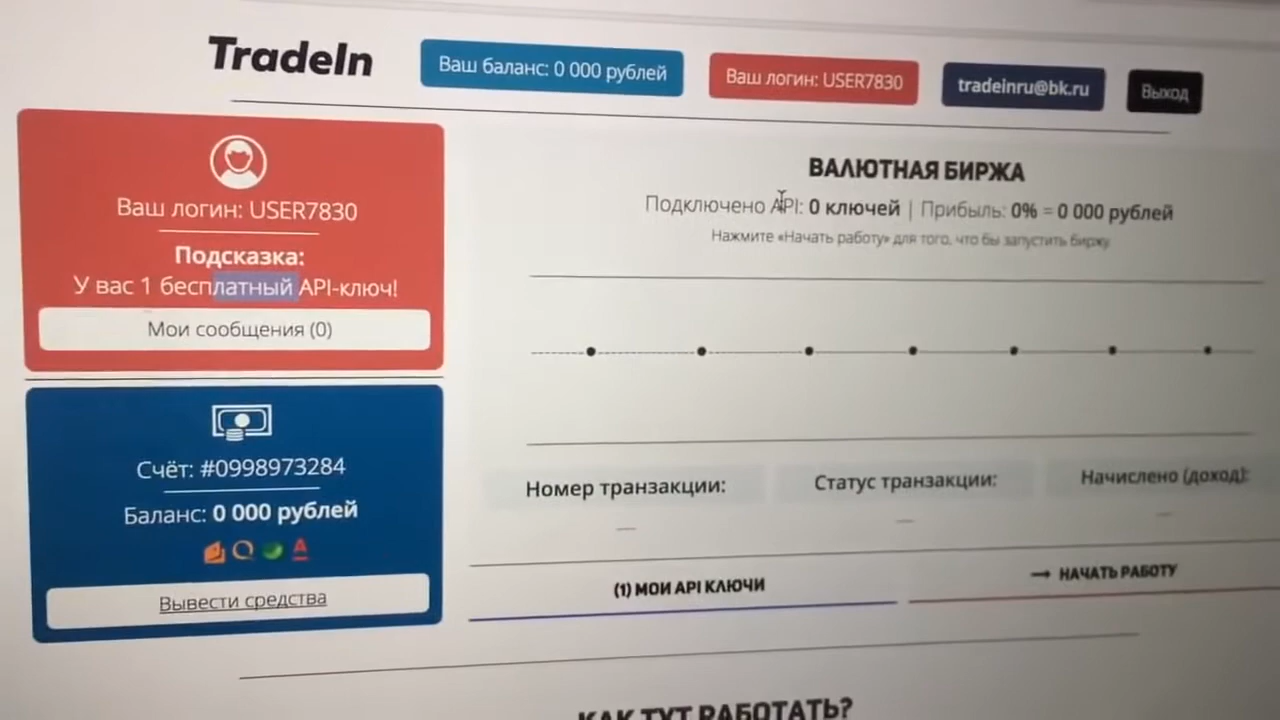 TradeIn
Ваш баланс: 0 000 рублей
Ваш логин: USER7830
tradeinru@bk.ru
Выход
Ваш логин: USER7830
Подсказка:
У вас 1 бесплатный API-ключ!
Мои сообщения (0)
Счёт: #0998973284
Баланс: 0 000 рублей
Вывести средства
ВАЛЮТНАЯ БИРЖА
Подключено API: 0 ключей | Прибыль: 0% = 0 000 рублей
Нажмите «Начать работу» для того, что бы запустить биржу
Номер транзакции:
Статус транзакции:
Начислено (доход):
(1) МОИ API КЛЮЧИ
→ НАЧАТЬ РАБОТУ
КАК ТУТ РАБОТАТЬ?